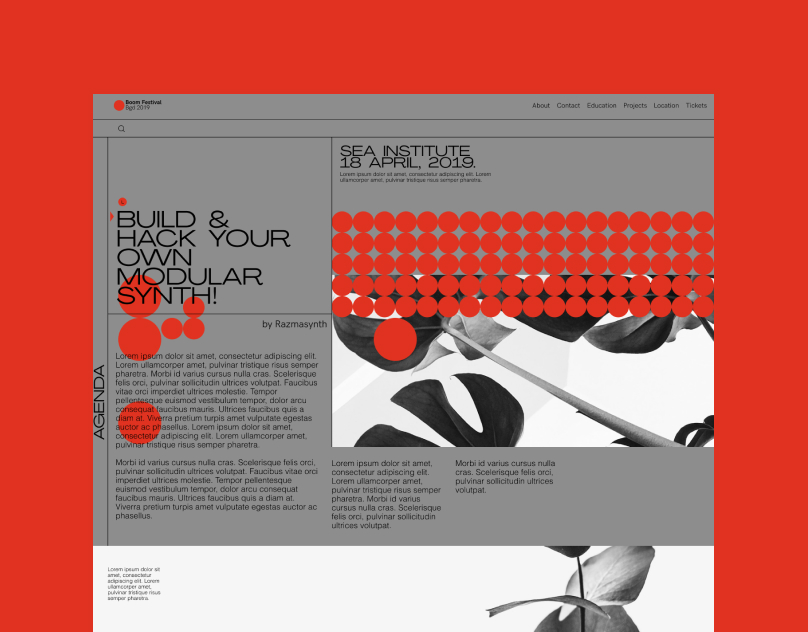 Boom Festival
Bgd 2019
About Contact Education Projects Location Tickets
SEA INSTITUTE
18 APRIL, 2019.
Lorem ipsum dolor sit amet, consectetur adipiscing elit. Lorem
ullamcorper amet, pulvinar tristique risus semper pharetra.
BUILD &
HACK YOUR
OWN
MODULAR
SYNTH!
by Razmasynth
AGENDA
Lorem ipsum dolor sit amet, consectetur adipiscing elit.
Lorem ullamcorper amet, pulvinar tristique risus semper
pharetra. Morbi id varius cursus nulla cras. Scelerisque
felis orci, pulvinar sollicitudin ultrices volutpat. Faucibus
vitae orci imperdiet ultrices molestie. Tempor
pellentesque euismod vestibulum tempor, dolor arcu
consequat faucibus mauris. Ultrices faucibus quis a
diam at. Viverra pretium turpis amet vulputate egestas
auctor ac phasellus. Lorem ipsum dolor sit amet,
consectetur adipiscing elit. Lorem ullamcorper amet,
pulvinar tristique risus semper pharetra.
Morbi id varius cursus nulla cras. Scelerisque felis orci,
pulvinar sollicitudin ultrices volutpat. Faucibus vitae orci
imperdiet ultrices molestie. Tempor pellentesque
euismod vestibulum tempor, dolor arcu consequat
faucibus mauris. Ultrices faucibus quis a diam at.
Viverra pretium turpis amet vulputate egestas auctor ac
phasellus.
Lorem ipsum dolor sit amet,
consectetur adipiscing elit.
Lorem ullamcorper amet,
pulvinar tristique risus semper
pharetra. Morbi id varius
cursus nulla cras. Scelerisque
felis orci, pulvinar sollicitudin
ultrices volutpat.
Morbi id varius cursus nulla
cras. Scelerisque felis orci,
pulvinar sollicitudin ultrices
volutpat.
Lorem ipsum dolor sit
amet, consectetur
adipiscing elit. Lorem
ullamcorper amet,
pulvinar tristique risus
semper pharetra.